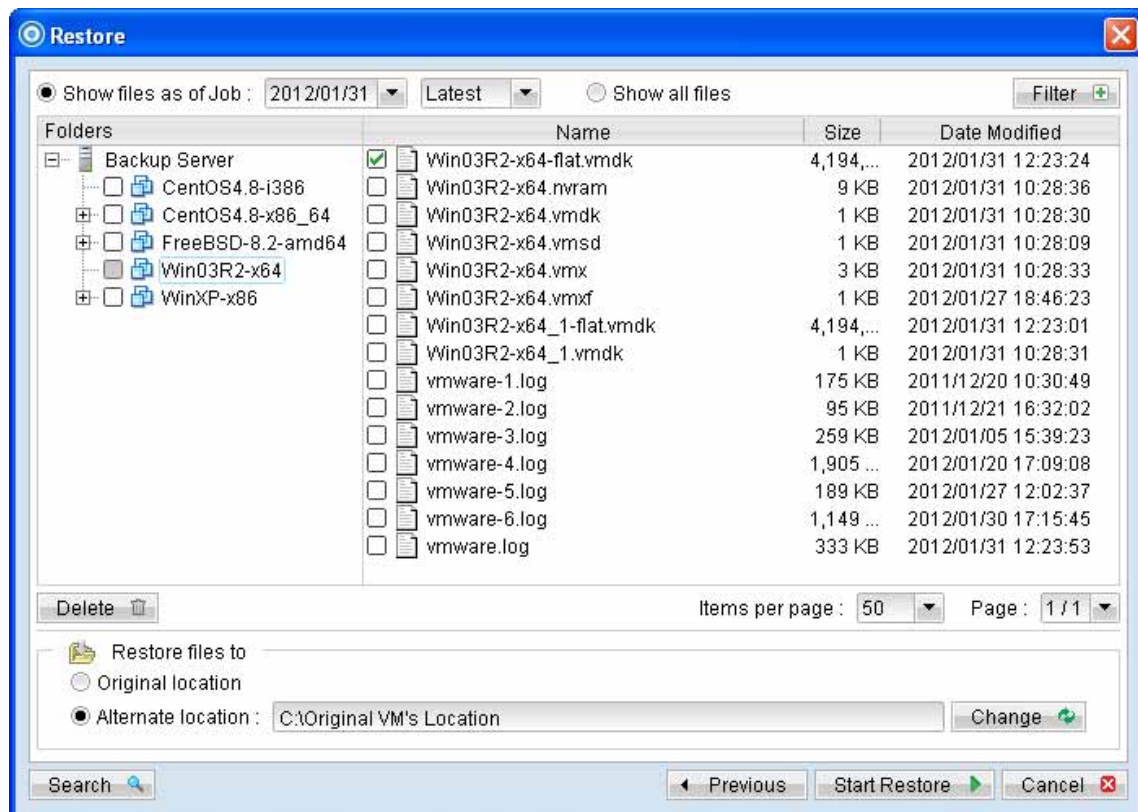 Restore
Show files as of Job : 2012/01/31 Latest Show all files Filter
Folders Name Size Date Modified
Backup Server Win03R2-x64-flat.vmdk 4,194,... 2012/01/31 12:23:24
CentOS4.8-i386 Win03R2-x64.nvram 9 KB 2012/01/31 10:28:36
CentOS4.8-x86_64 Win03R2-x64.vmdk 1 KB 2012/01/31 10:28:30
FreeBSD-8.2-amd64 Win03R2-x64.vmsd 1 KB 2012/01/31 10:28:09
Win03R2-x64 Win03R2-x64.vmx 3 KB 2012/01/31 10:28:33
WinXP-x86 Win03R2-x64.vmxf 1 KB 2012/01/27 18:46:23
Win03R2-x64_1-flat.vmdk 4,194,... 2012/01/31 12:23:01
Win03R2-x64_1.vmdk 1 KB 2012/01/31 10:28:31
vmware-1.log 175 KB 2011/12/20 10:30:49
vmware-2.log 95 KB 2011/12/21 16:32:02
vmware-3.log 259 KB 2012/01/05 15:39:23
vmware-4.log 1,905 ... 2012/01/20 17:09:08
vmware-5.log 189 KB 2012/01/27 12:02:37
vmware-6.log 1,149 ... 2012/01/30 17:15:45
vmware.log 333 KB 2012/01/31 12:23:53
Delete Items per page : 50 Page : 1 / 1
Restore files to
Original location
Alternate location : C:\Original VM's Location Change
Search Previous Start Restore Cancel